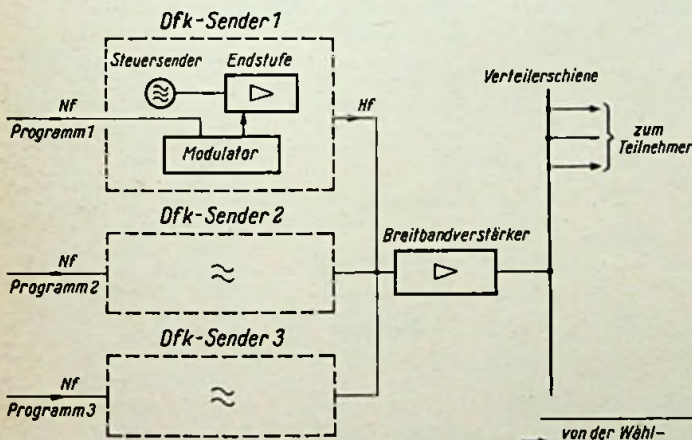 Dfk-Sender 1
Steuersender
Endstufe
Nf
Programm 1
Modulator
Hf
Verteilerschiene
zum
Teilnehmer
Dfk-Sender 2
Nf
Programm 2
Breitbandverstärker
Dfk-Sender 3
Nf
Programm 3
von der Wähl-